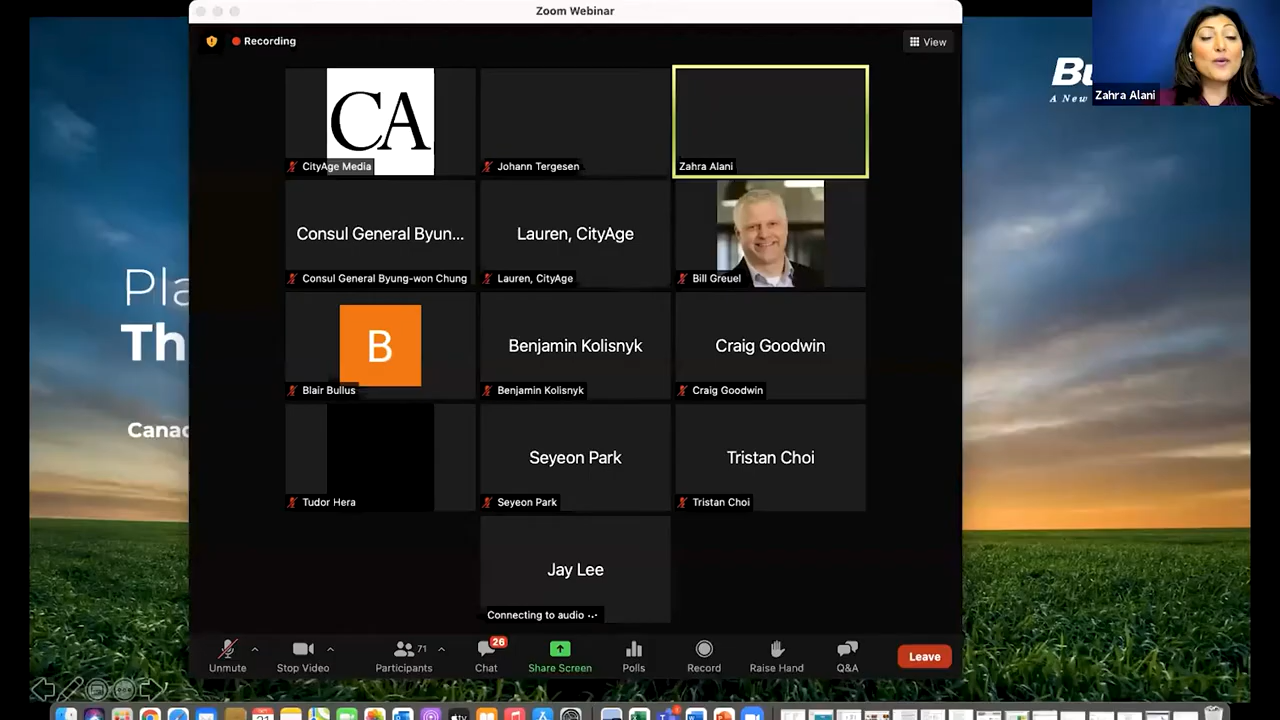 Zoom Webinar
Recording
View
Zahra Alani
Bu
A New
CA
CityAge Media
Johann Tergesen
Zahra Alani
Consul General Byun...
Consul General Byung-won Chung
Lauren, CityAge
Lauren, CityAge
Bill Greuel
Pla
Th
Canad
B
Blair Bullus
Benjamin Kolisnyk
Benjamin Kolisnyk
Craig Goodwin
Craig Goodwin
Tudor Hera
Seyeon Park
Seyeon Park
Tristan Choi
Tristan Choi
Jay Lee
Connecting to audio
Unmute
Stop Video
71
Participants
26
Chat
Share Screen
Polls
Record
Raise Hand
Q&A
Leave
21